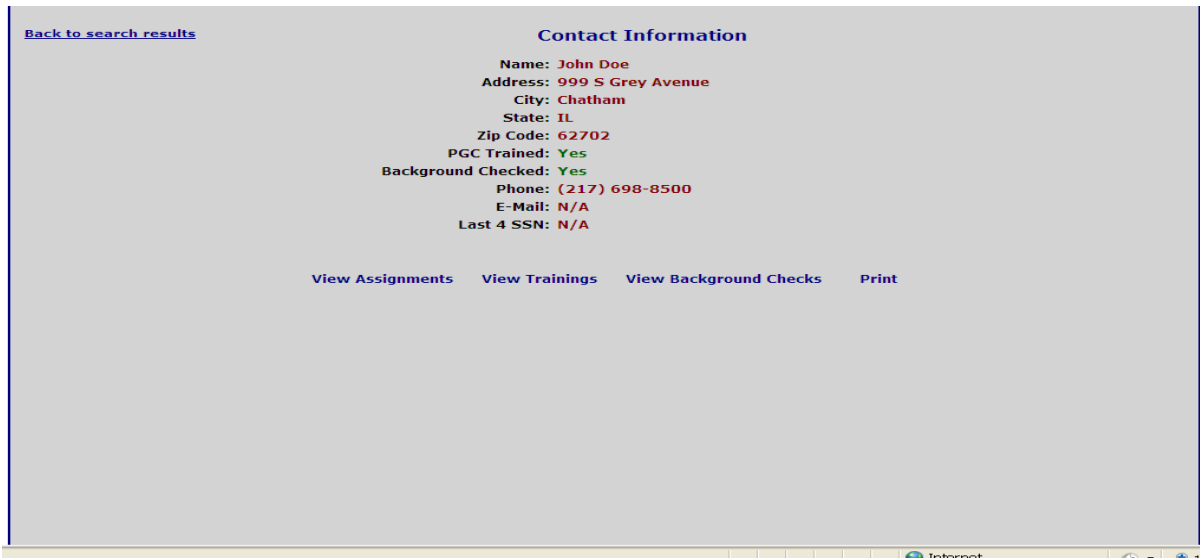 Back to search results
Contact Information
Name: John Doe
Address: 999 S Grey Avenue
City: Chatham
State: IL
Zip Code: 62702
PGC Trained: Yes
Background Checked: Yes
Phone: (217) 698-8500
E-Mail: N/A
Last 4 SSN: N/A
View Assignments View Trainings View Background Checks Print
Internet